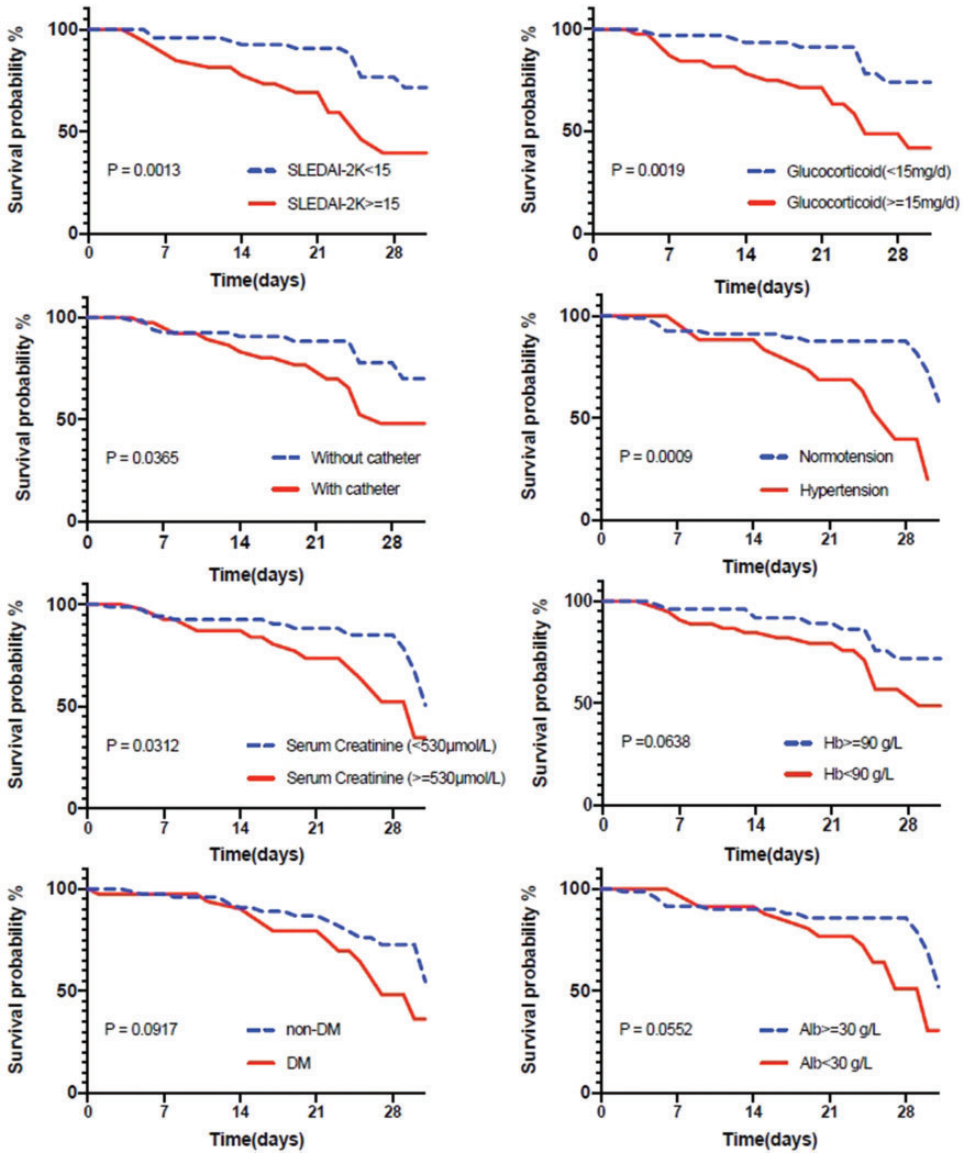 Survival probability %
100
50
0
P = 0.0013
SLEDAI-2K<15
SLEDAI-2K>=15
0 7 14 21 28
Time(days)
Survival probability %
100
50
0
P = 0.0019
Glucocorticoid(<15mg/d)
Glucocorticoid(>=15mg/d)
0 7 14 21 28
Time(days)
Survival probability %
100
50
0
P = 0.0365
Without catheter
With catheter
0 7 14 21 28
Time(days)
Survival probability %
100
50
0
P = 0.0009
Normotension
Hypertension
0 7 14 21 28
Time(days)
Survival probability %
100
50
0
P = 0.0312
Serum Creatinine (<530μmol/L)
Serum Creatinine (>=530μmol/L)
0 7 14 21 28
Time(days)
Survival probability %
100
50
0
P =0.0638
Hb>=90 g/L
Hb<90 g/L
0 7 14 21 28
Time(days)
Survival probability %
100
50
0
P = 0.0917
non-DM
DM
0 7 14 21 28
Time(days)
Survival probability %
100
50
0
P = 0.0552
Alb>=30 g/L
Alb<30 g/L
0 7 14 21 28
Time(days)